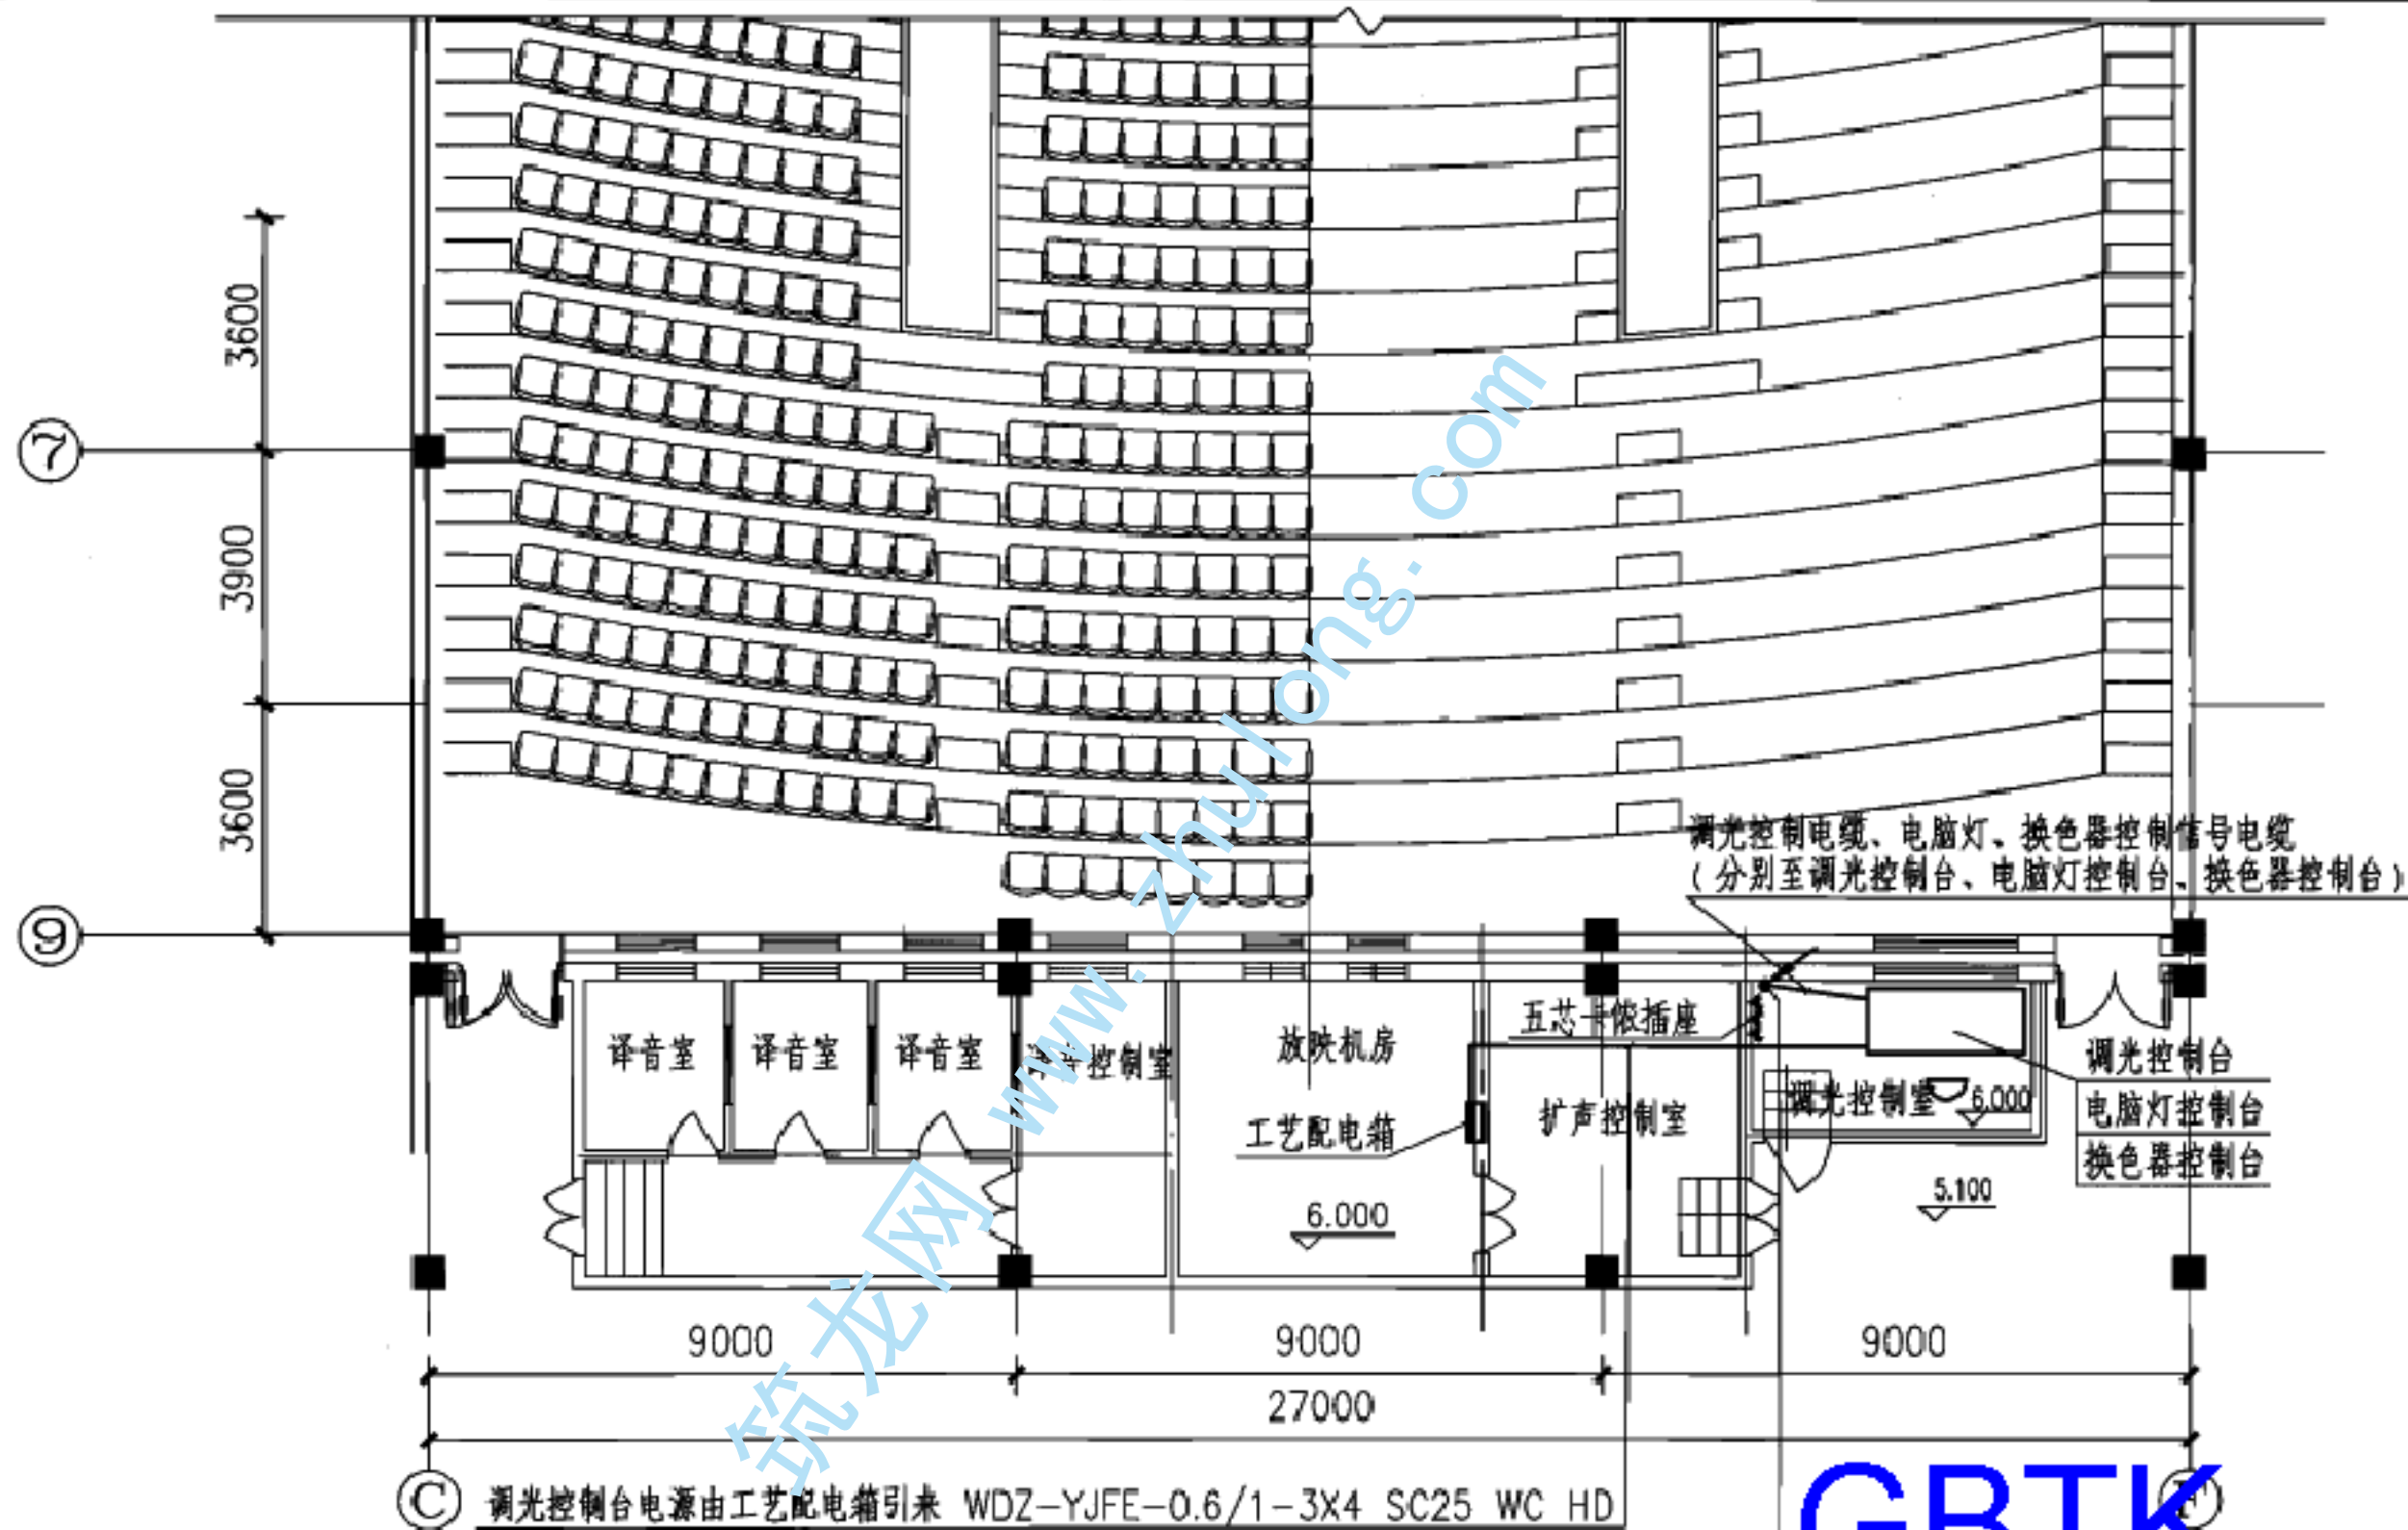 3600
⑦
3900
3600
调光控制电缆、电脑灯、换色器控制信号电缆
(分别至调光控制台、电脑灯控制台、换色器控制台)
⑨
五芯卡侬插座
译音室
译音室
译音室
译音控制室
放映机房
调光控制台
调光控制室
6.000
电脑灯控制台
工艺配电箱
扩声控制室
换色器控制台
5.100
6.000
9000
9000
9000
27000
Ⓒ
调光控制台电源由工艺配电箱引来 WDZ-YJFE-0.6/1-3X4 SC25 WC HD
GBTK
Ⓕ
筑龙网 www.zhulong.com